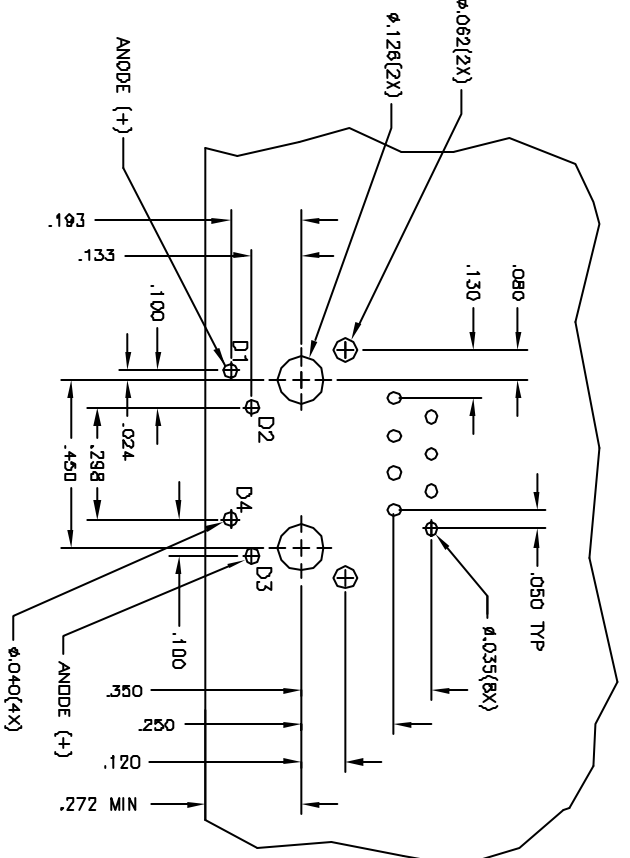 ø.062(2X)
ø.126(2X)
ANODE (+)
.193
.133
.100
.130
.080
D1
D2
.024
.298
.450
D4
D3
.050 TYP
.100
ø.035(8X)
ANODE (+)
ø.040(4X)
.350
.250
.120
.272 MIN